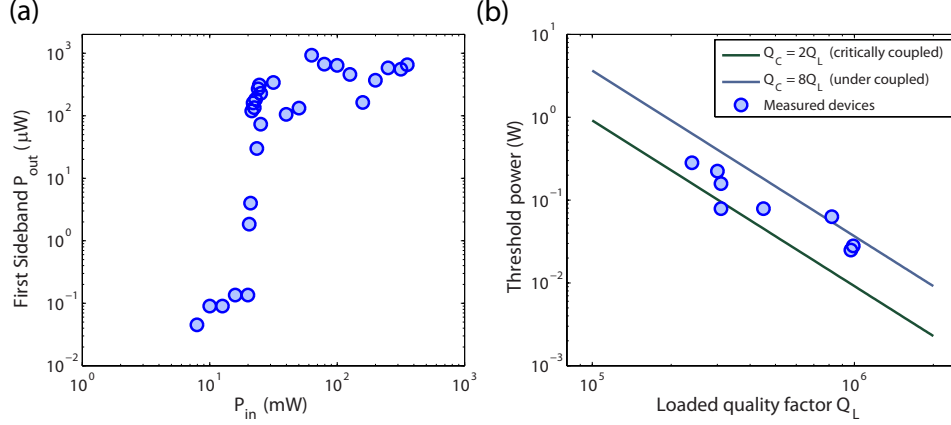 (a)
First Sideband P_out (μW)
10^3
10^2
10^1
10^0
10^-1
10^-2
10^0 10^1 10^2 10^3
P_in (mW)
(b)
Threshold power (W)
10^1
10^0
10^-1
10^-2
10^-3
Q_C = 2Q_L (critically coupled)
Q_C = 8Q_L (under coupled)
Measured devices
10^5 10^6
Loaded quality factor Q_L